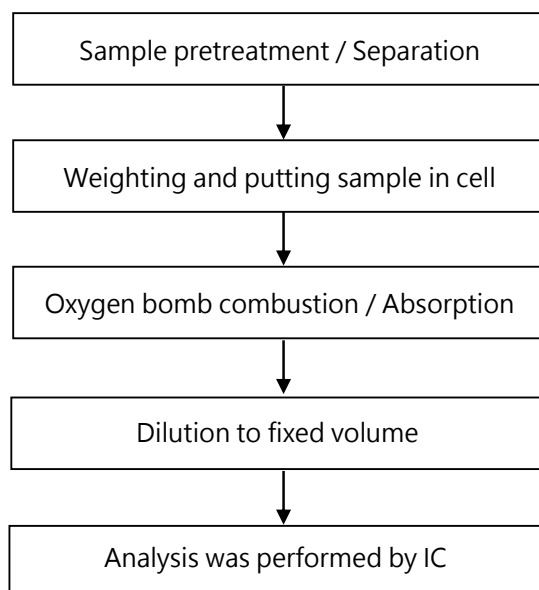 Sample pretreatment / Separation
Weighting and putting sample in cell
Oxygen bomb combustion / Absorption
Dilution to fixed volume
Analysis was performed by IC